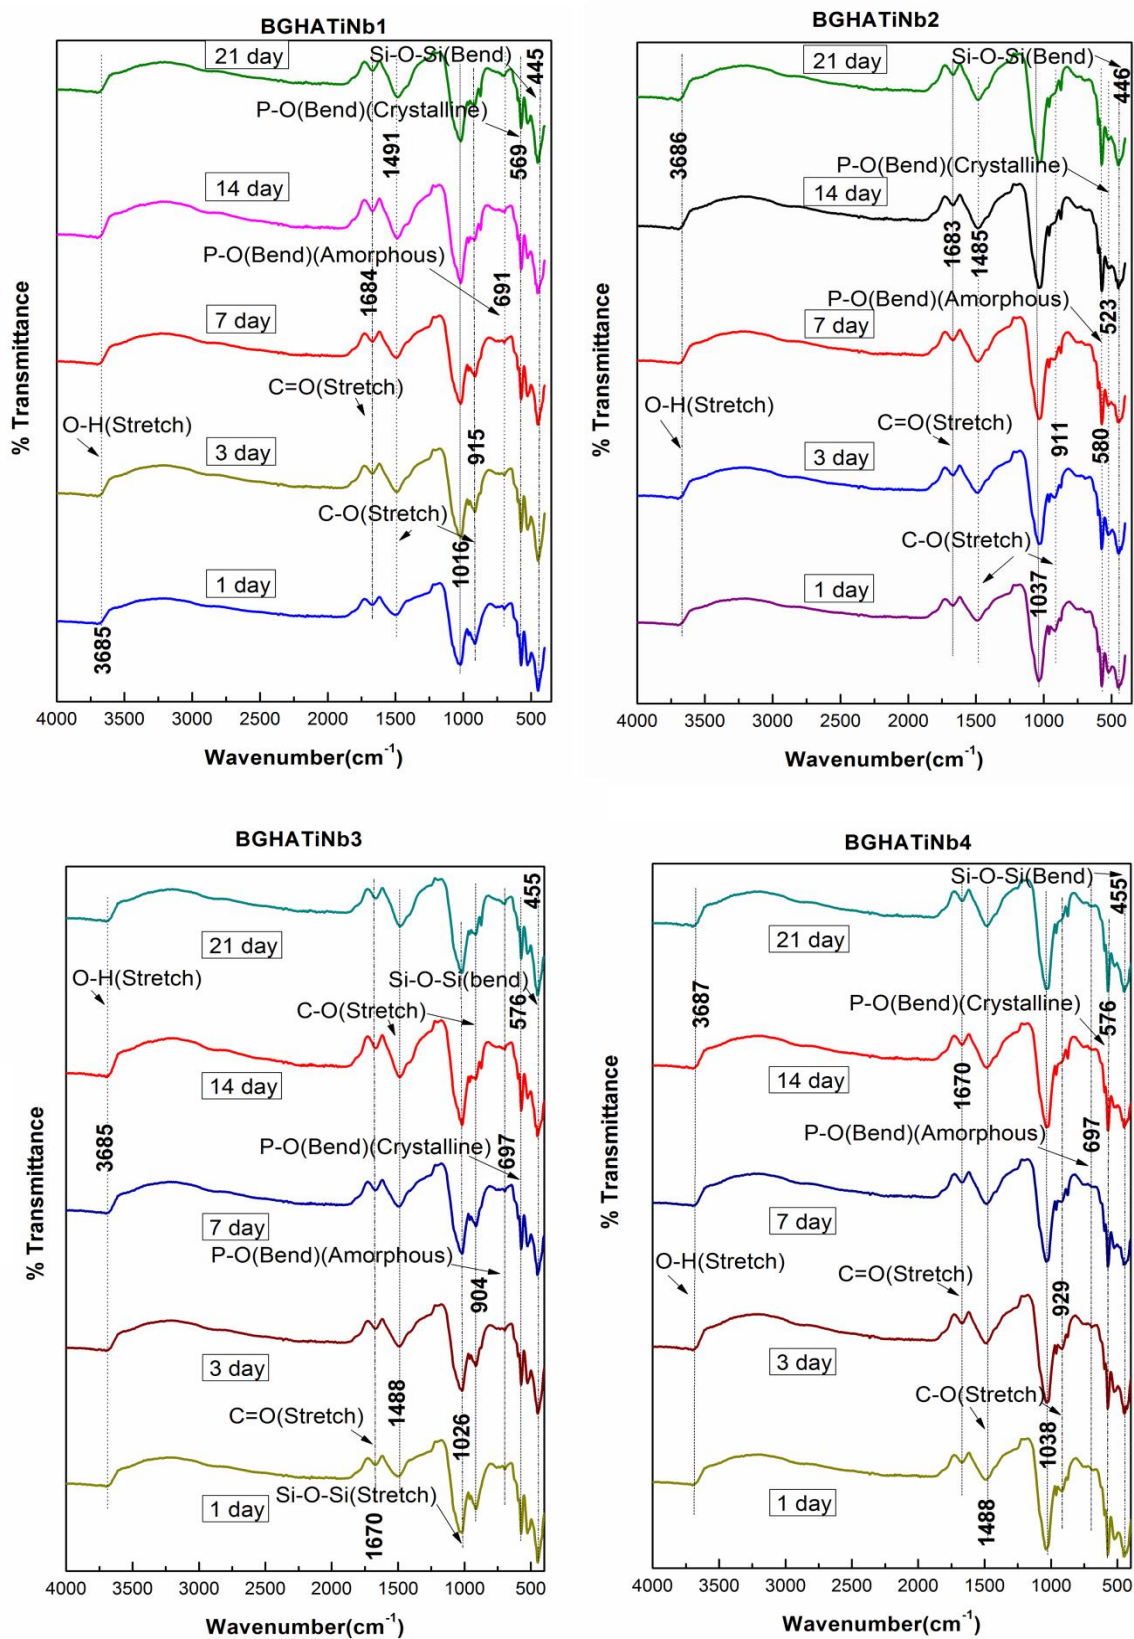 BGHATiNb1
21 day
Si-O-Si(Bend)
445
P-O(Bend)(Crystalline)
1491
569
14 day
P-O(Bend)(Amorphous)
1684
691
7 day
C=O(Stretch)
O-H(Stretch)
3 day
915
C-O(Stretch)
1016
1 day
3685
% Transmittance
4000 3500 3000 2500 2000 1500 1000 500
Wavenumber(cm-1)
BGHATiNb2
21 day
Si-O-Si(Bend)
446
3686
P-O(Bend)(Crystalline)
14 day
1683
1485
P-O(Bend)(Amorphous)
7 day
523
O-H(Stretch)
C=O(Stretch)
911
580
3 day
C-O(Stretch)
1 day
1037
% Transmittance
4000 3500 3000 2500 2000 1500 1000 500
Wavenumber(cm-1)
BGHATiNb3
455
21 day
O-H(Stretch)
Si-O-Si(bend)
C-O(Stretch)
576
14 day
3685
P-O(Bend)(Crystalline)
697
7 day
P-O(Bend)(Amorphous)
904
3 day
C=O(Stretch)
1488
1026
Si-O-Si(Stretch)
1 day
1670
% Transmittance
4000 3500 3000 2500 2000 1500 1000 500
Wavenumber(cm-1)
BGHATiNb4
Si-O-Si(Bend)
455
21 day
3687
P-O(Bend)(Crystalline)
576
14 day
1670
P-O(Bend)(Amorphous)
697
7 day
O-H(Stretch)
C=O(Stretch)
929
3 day
C-O(Stretch)
1038
1 day
1488
% Transmittance
4000 3500 3000 2500 2000 1500 1000 500
Wavenumber(cm-1)